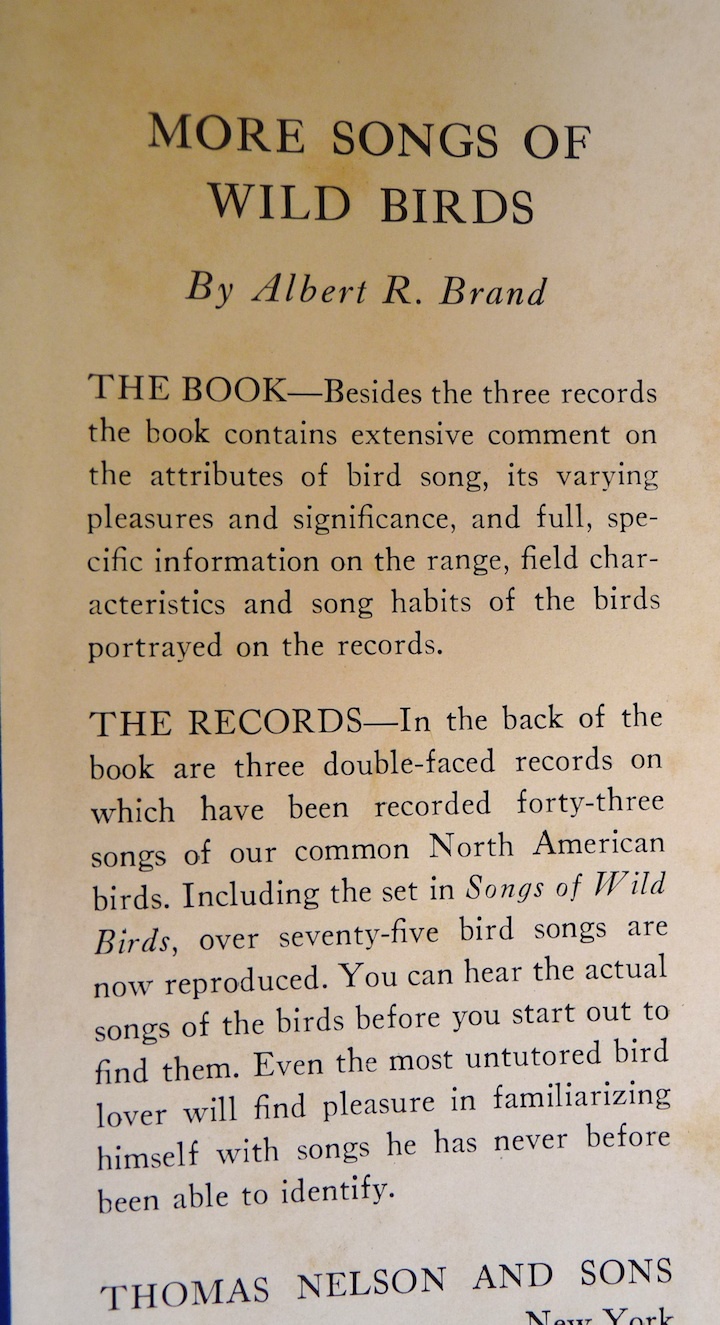 MORE SONGS OF
WILD BIRDS
By Albert R. Brand
THE BOOK—Besides the three records
the book contains extensive comment on
the attributes of bird song, its varying
pleasures and significance, and full, spe-
cific information on the range, field char-
acteristics and song habits of the birds
portrayed on the records.
THE RECORDS—In the back of the
book are three double-faced records on
which have been recorded forty-three
songs of our common North American
birds. Including the set in Songs of Wild
Birds, over seventy-five bird songs are
now reproduced. You can hear the actual
songs of the birds before you start out to
find them. Even the most untutored bird
lover will find pleasure in familiarizing
himself with songs he has never before
been able to identify.
THOMAS NELSON AND SONS
New York